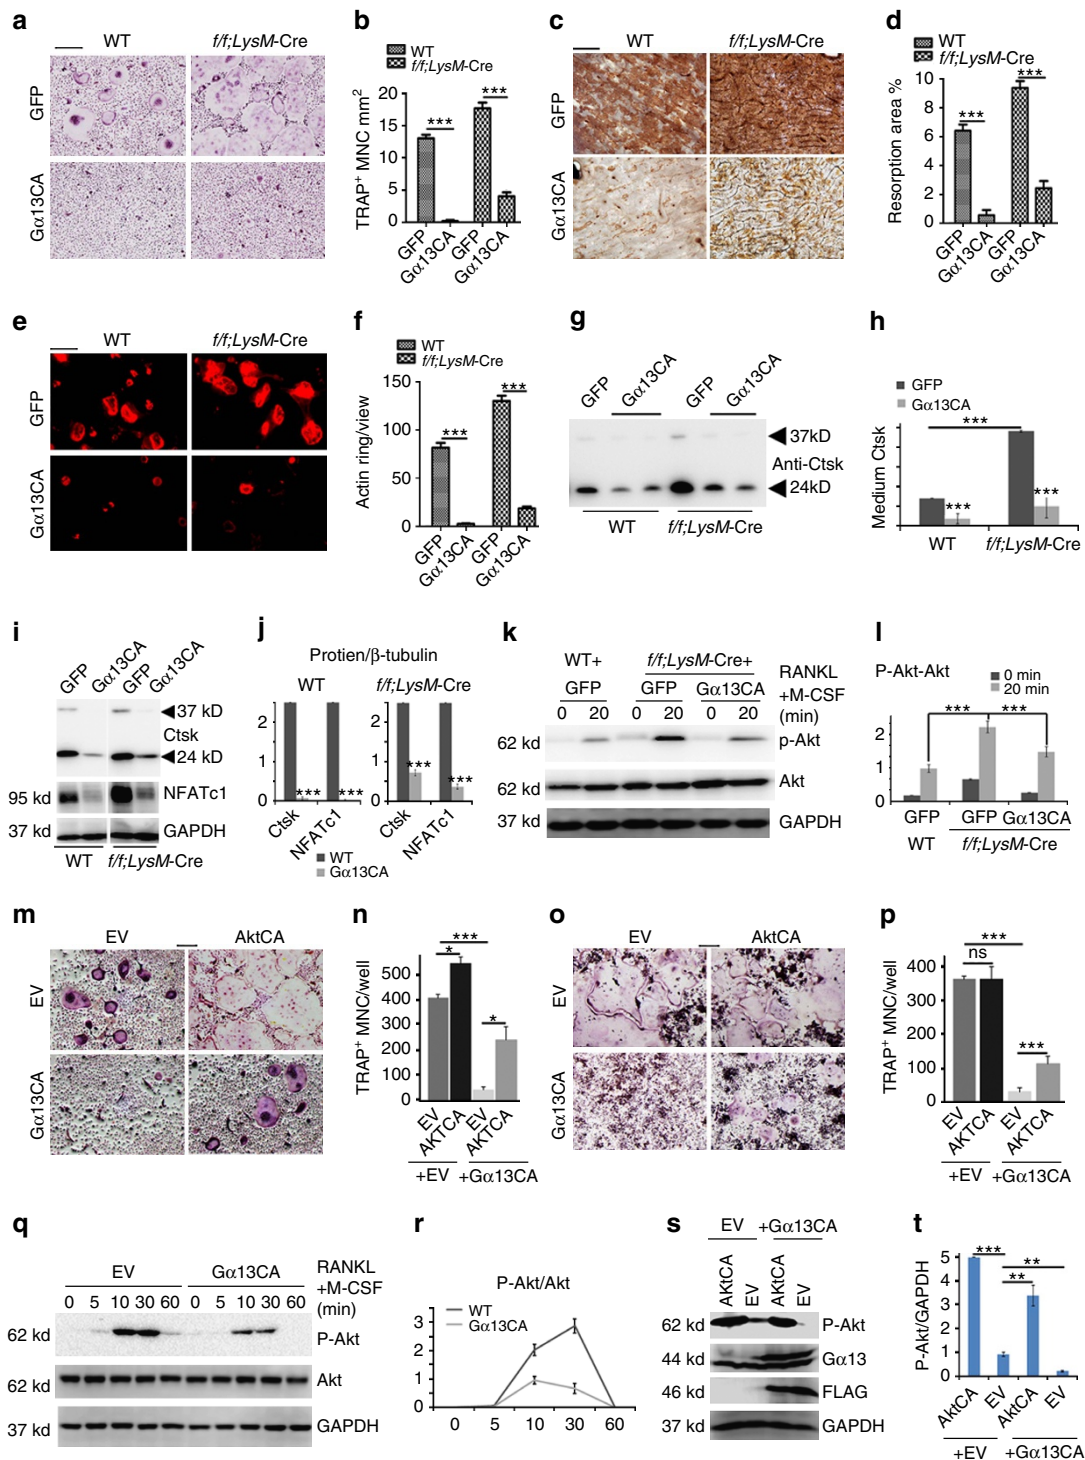 a
WT
f/f;LysM-Cre
GFP
Gα13CA
b
WT
f/f;LysM-Cre
TRAP+ MNC mm2
20
15
10
5
0
***
***
GFP
Gα13CA
GFP
Gα13CA
c
WT
f/f;LysM-Cre
GFP
Gα13CA
d
WT
f/f;LysM-Cre
Resorption area %
10
8
6
4
2
0
***
***
GFP
Gα13CA
GFP
Gα13CA
e
WT
f/f;LysM-Cre
GFP
Gα13CA
f
WT
f/f;LysM-Cre
Actin ring/view
150
100
50
0
***
***
GFP
Gα13CA
GFP
Gα13CA
g
GFP
Gα13CA
GFP
Gα13CA
37kD
Anti-Ctsk
24kD
WT
f/f;LysM-Cre
h
GFP
Gα13CA
Medium Ctsk
***
***
***
WT
f/f;LysM-Cre
i
GFP
Gα13CA
GFP
Gα13CA
37 kD
Ctsk
24 kD
95 kd
NFATc1
37 kd
GAPDH
WT
f/f;LysM-Cre
j
Protien/β-tubulin
WT
f/f;LysM-Cre
2
1
0
2
1
0
***
***
***
***
Ctsk
NFATc1
Ctsk
NFATc1
WT
Gα13CA
k
WT+
f/f;LysM-Cre+
GFP
GFP
Gα13CA
RANKL
+M-CSF
(min)
0 20 0 20 0 20
62 kd
p-Akt
62 kd
Akt
37 kd
GAPDH
l
P-Akt-Akt
0 min
20 min
2
1
0
***
***
GFP
GFP
Gα13CA
WT
f/f;LysM-Cre
m
EV
AktCA
EV
Gα13CA
n
TRAP+ MNC/well
500
400
300
200
100
0
***
*
*
EV
AKTCA
EV
AKTCA
+EV
+Gα13CA
o
EV
AktCA
EV
Gα13CA
p
TRAP+ MNC/well
400
300
200
100
0
***
ns
***
EV
AKTCA
EV
AKTCA
+EV
+Gα13CA
q
EV
Gα13CA
RANKL
+M-CSF
(min)
0 5 10 30 60 0 5 10 30 60
62 kd
P-Akt
62 kd
Akt
37 kd
GAPDH
r
P-Akt/Akt
WT
Gα13CA
3
2
1
0
0 5 10 30 60
s
EV
+Gα13CA
AKtCA
EV
AKtCA
EV
62 kd
P-Akt
44 kd
Gα13
46 kd
FLAG
37 kd
GAPDH
t
P-Akt/GAPDH
5
4
3
2
1
0
***
**
**
AktCA
EV
AktCA
EV
+EV
+Gα13CA